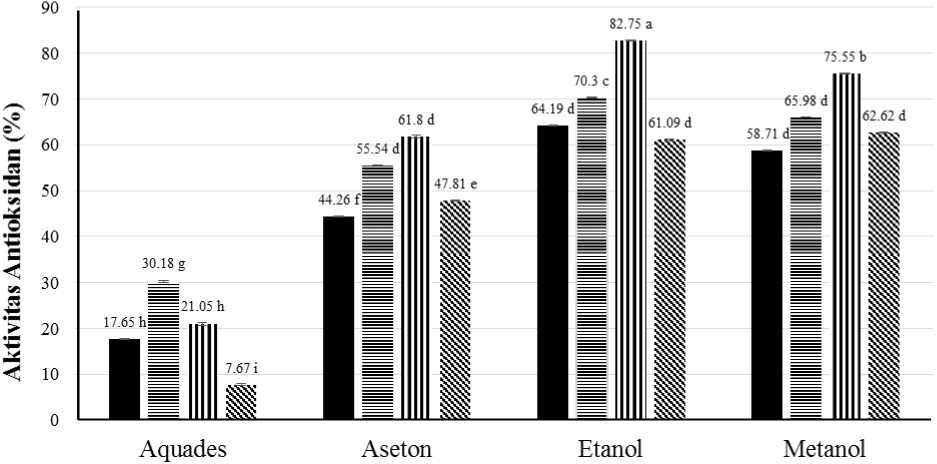 Aktivitas Antioksidan (%)
90
80
70
60
50
40
30
20
10
0
17.65 h
30.18 g
21.05 h
7.67 i
44.26 f
55.54 d
61.8 d
47.81 e
64.19 d
70.3 c
82.75 a
61.09 d
58.71 d
65.98 d
75.55 b
62.62 d
Aquades
Aseton
Etanol
Metanol